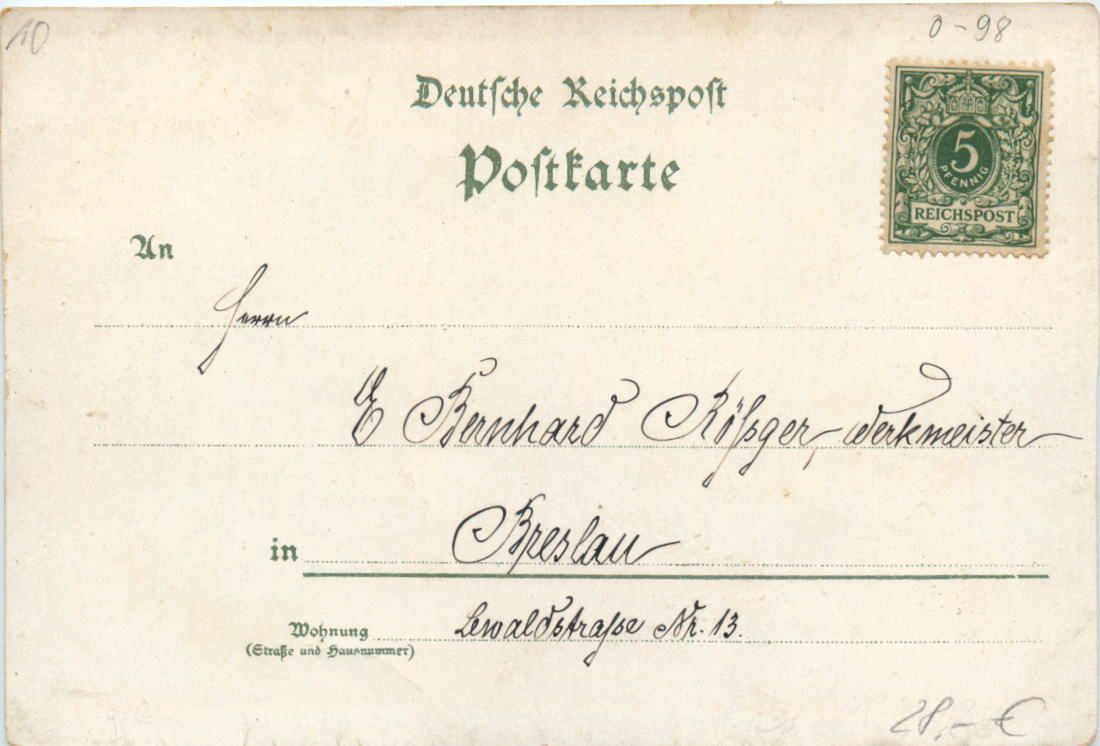 10
0-98
Deutsche Reichspost
Postkarte
5
PFENNIG
REICHSPOST
An
Herrn
E Bernhard Rößger, Werkmeister
in Breslau
Wohnung Lewaldstraße Nr. 13.
(Straße und Hausnummer)
28,- €